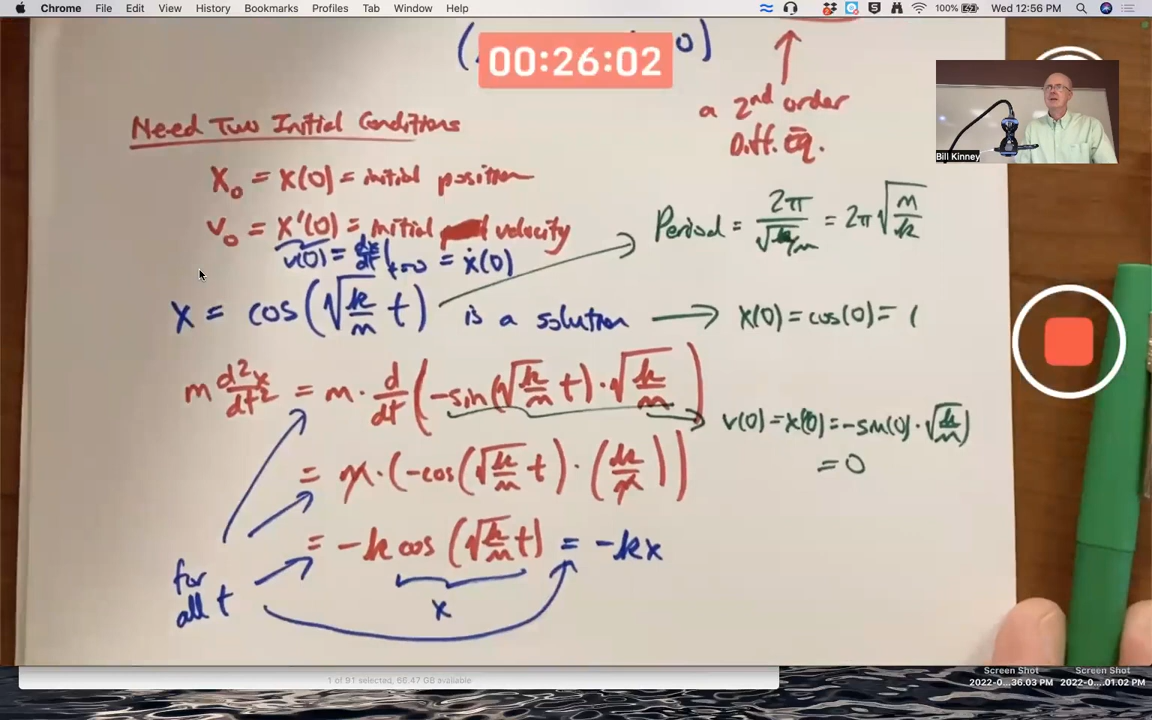 Chrome File Edit View History Bookmarks Profiles Tab Window Help 100% Wed 12:56 PM
00:26:02
0)
a 2nd order
Diff. Eq.
Bill Kinney
Need Two Initial Conditions
x₀ = x(0) = initial position
v₀ = x'(0) = initial velocity
v(0) = dx/dt|t=0 = ẋ(0)
Period = 2π/√k/m = 2π√m/k
x = cos(√k/m t) is a solution → x(0) = cos(0) = 1
m d²x/dt² = m · d/dt(-sin(√k/m t) · √k/m)
v(0) = x'(0) = -sin(0) · √k/m)
= 0
= m · (-cos(√k/m t) · (k/m))
= -k cos(√k/m t) = -kx
x
for
all t
1 of 91 selected, 66.47 GB available
Screen Shot
2022-0...36.03 PM
Screen Shot
2022-0....01.02 PM